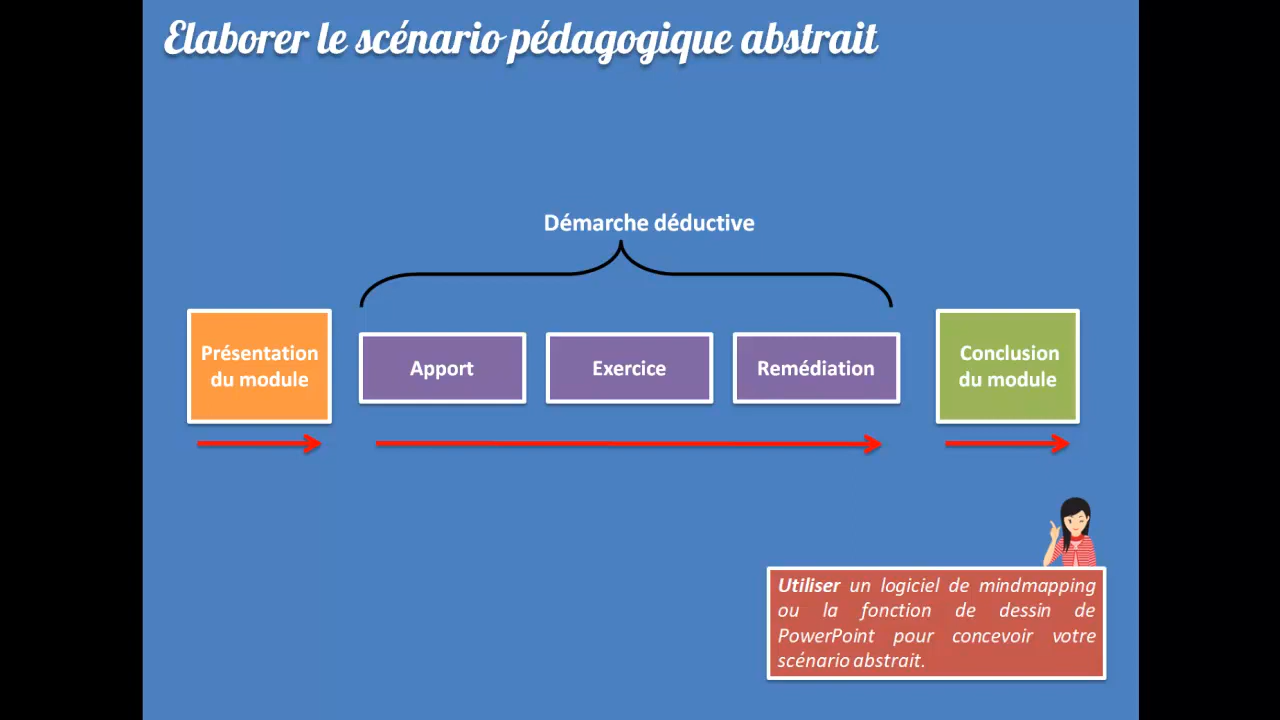 Elaborer le scénario pédagogique abstrait
Démarche déductive
Présentation
du module
Apport
Exercice
Remédiation
Conclusion
du module
Utiliser un logiciel de mindmapping
ou la fonction de dessin de
PowerPoint pour concevoir votre
scénario abstrait.